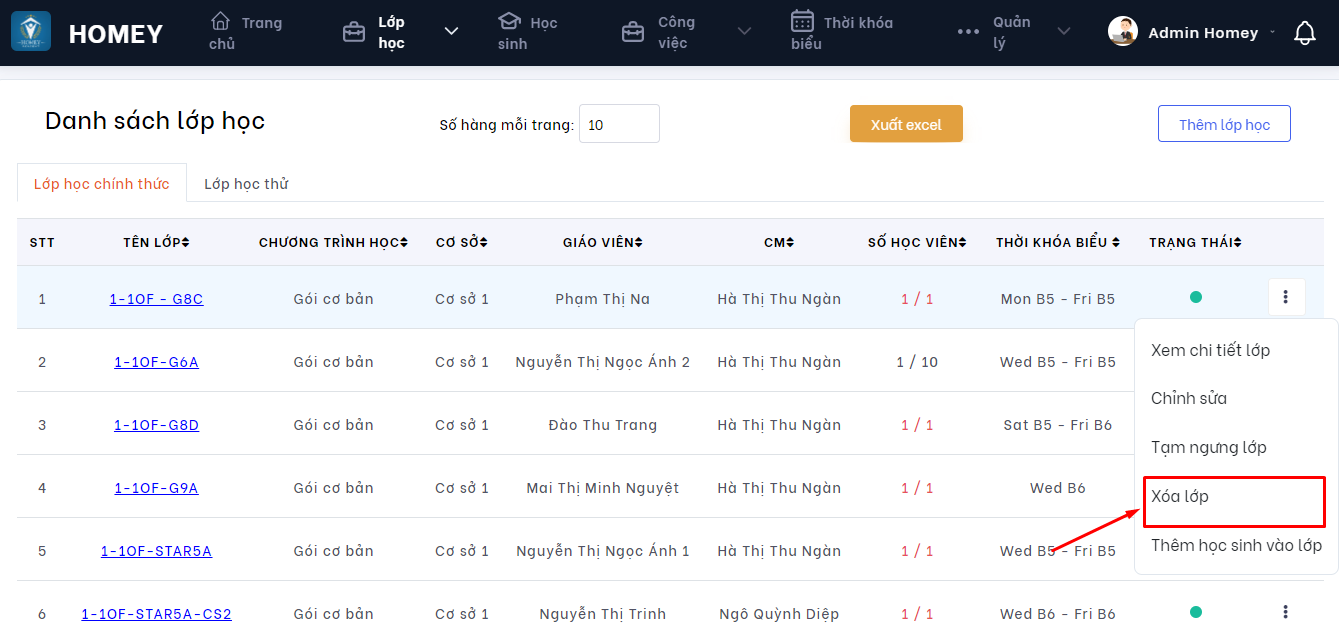 HOMEY
Trang chủ
Lớp học
Học sinh
Công việc
Thời khóa biểu
Quản lý
Admin Homey
Danh sách lớp học
Số hàng mỗi trang: 10
Xuất excel
Thêm lớp học
Lớp học chính thức
Lớp học thử
STT TÊN LỚP CHƯƠNG TRÌNH HỌC CƠ SỞ GIÁO VIÊN CM SỐ HỌC VIÊN THỜI KHÓA BIỂU TRẠNG THÁI
1 1-1OF - G8C Gói cơ bản Cơ sở 1 Phạm Thị Na Hà Thị Thu Ngàn 1 / 1 Mon B5 - Fri B5
2 1-1OF-G6A Gói cơ bản Cơ sở 1 Nguyễn Thị Ngọc Ánh 2 Hà Thị Thu Ngàn 1 / 10 Wed B5 - Fri B5
3 1-1OF-G8D Gói cơ bản Cơ sở 1 Đào Thu Trang Hà Thị Thu Ngàn 1 / 1 Sat B5 - Fri B6
4 1-1OF-G9A Gói cơ bản Cơ sở 1 Mai Thị Minh Nguyệt Hà Thị Thu Ngàn 1 / 1 Wed B6
5 1-1OF-STAR5A Gói cơ bản Cơ sở 1 Nguyễn Thị Ngọc Ánh 1 Hà Thị Thu Ngàn 1 / 1 Wed B5 - Fri B5
6 1-1OF-STAR5A-CS2 Gói cơ bản Cơ sở 1 Nguyễn Thị Trinh Ngô Quỳnh Diệp 1 / 1 Wed B6 - Fri B6
Xem chi tiết lớp
Chỉnh sửa
Tạm ngưng lớp
Xóa lớp
Thêm học sinh vào lớp